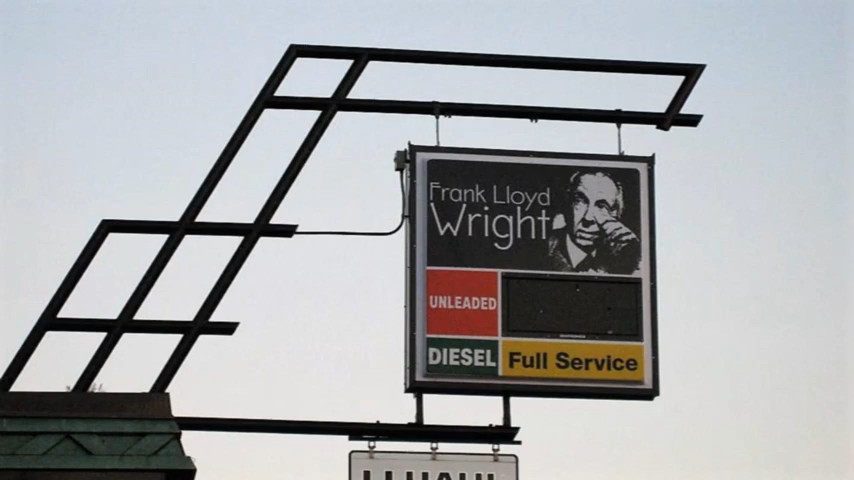 Frank Lloyd
Wright
UNLEADED
DIESEL
Full Service